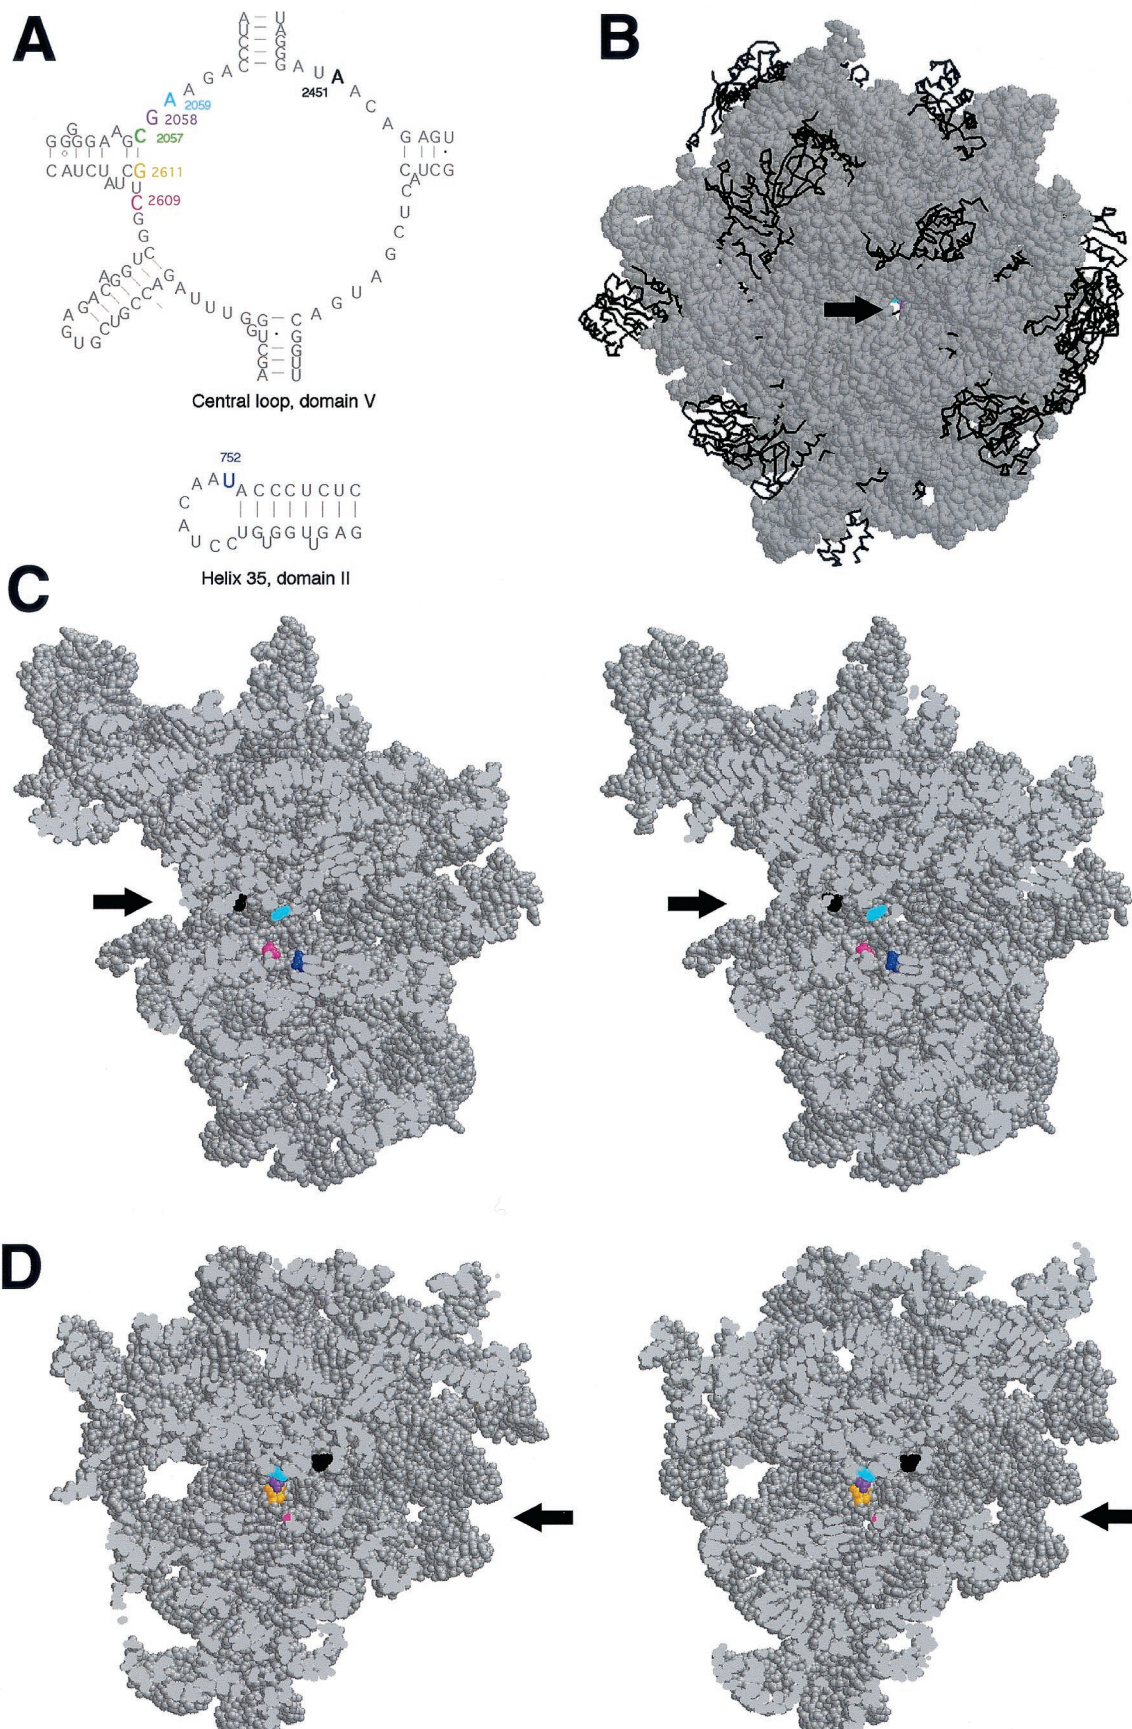 A
A U
U A
C G
C G
C G
A A G A C
G A U A
2451
A C A
2059
G 2058
C 2057
G G G G G A A G
C A U C U A U C G 2611
U
C 2609
G A G U
C A U C G
G G C U
C U C G A U G A C
U U U G G
Central loop, domain V
752
A C A A U A C C C U C U C
U C C U G U G G U U G A G
Helix 35, domain II
B
C
D